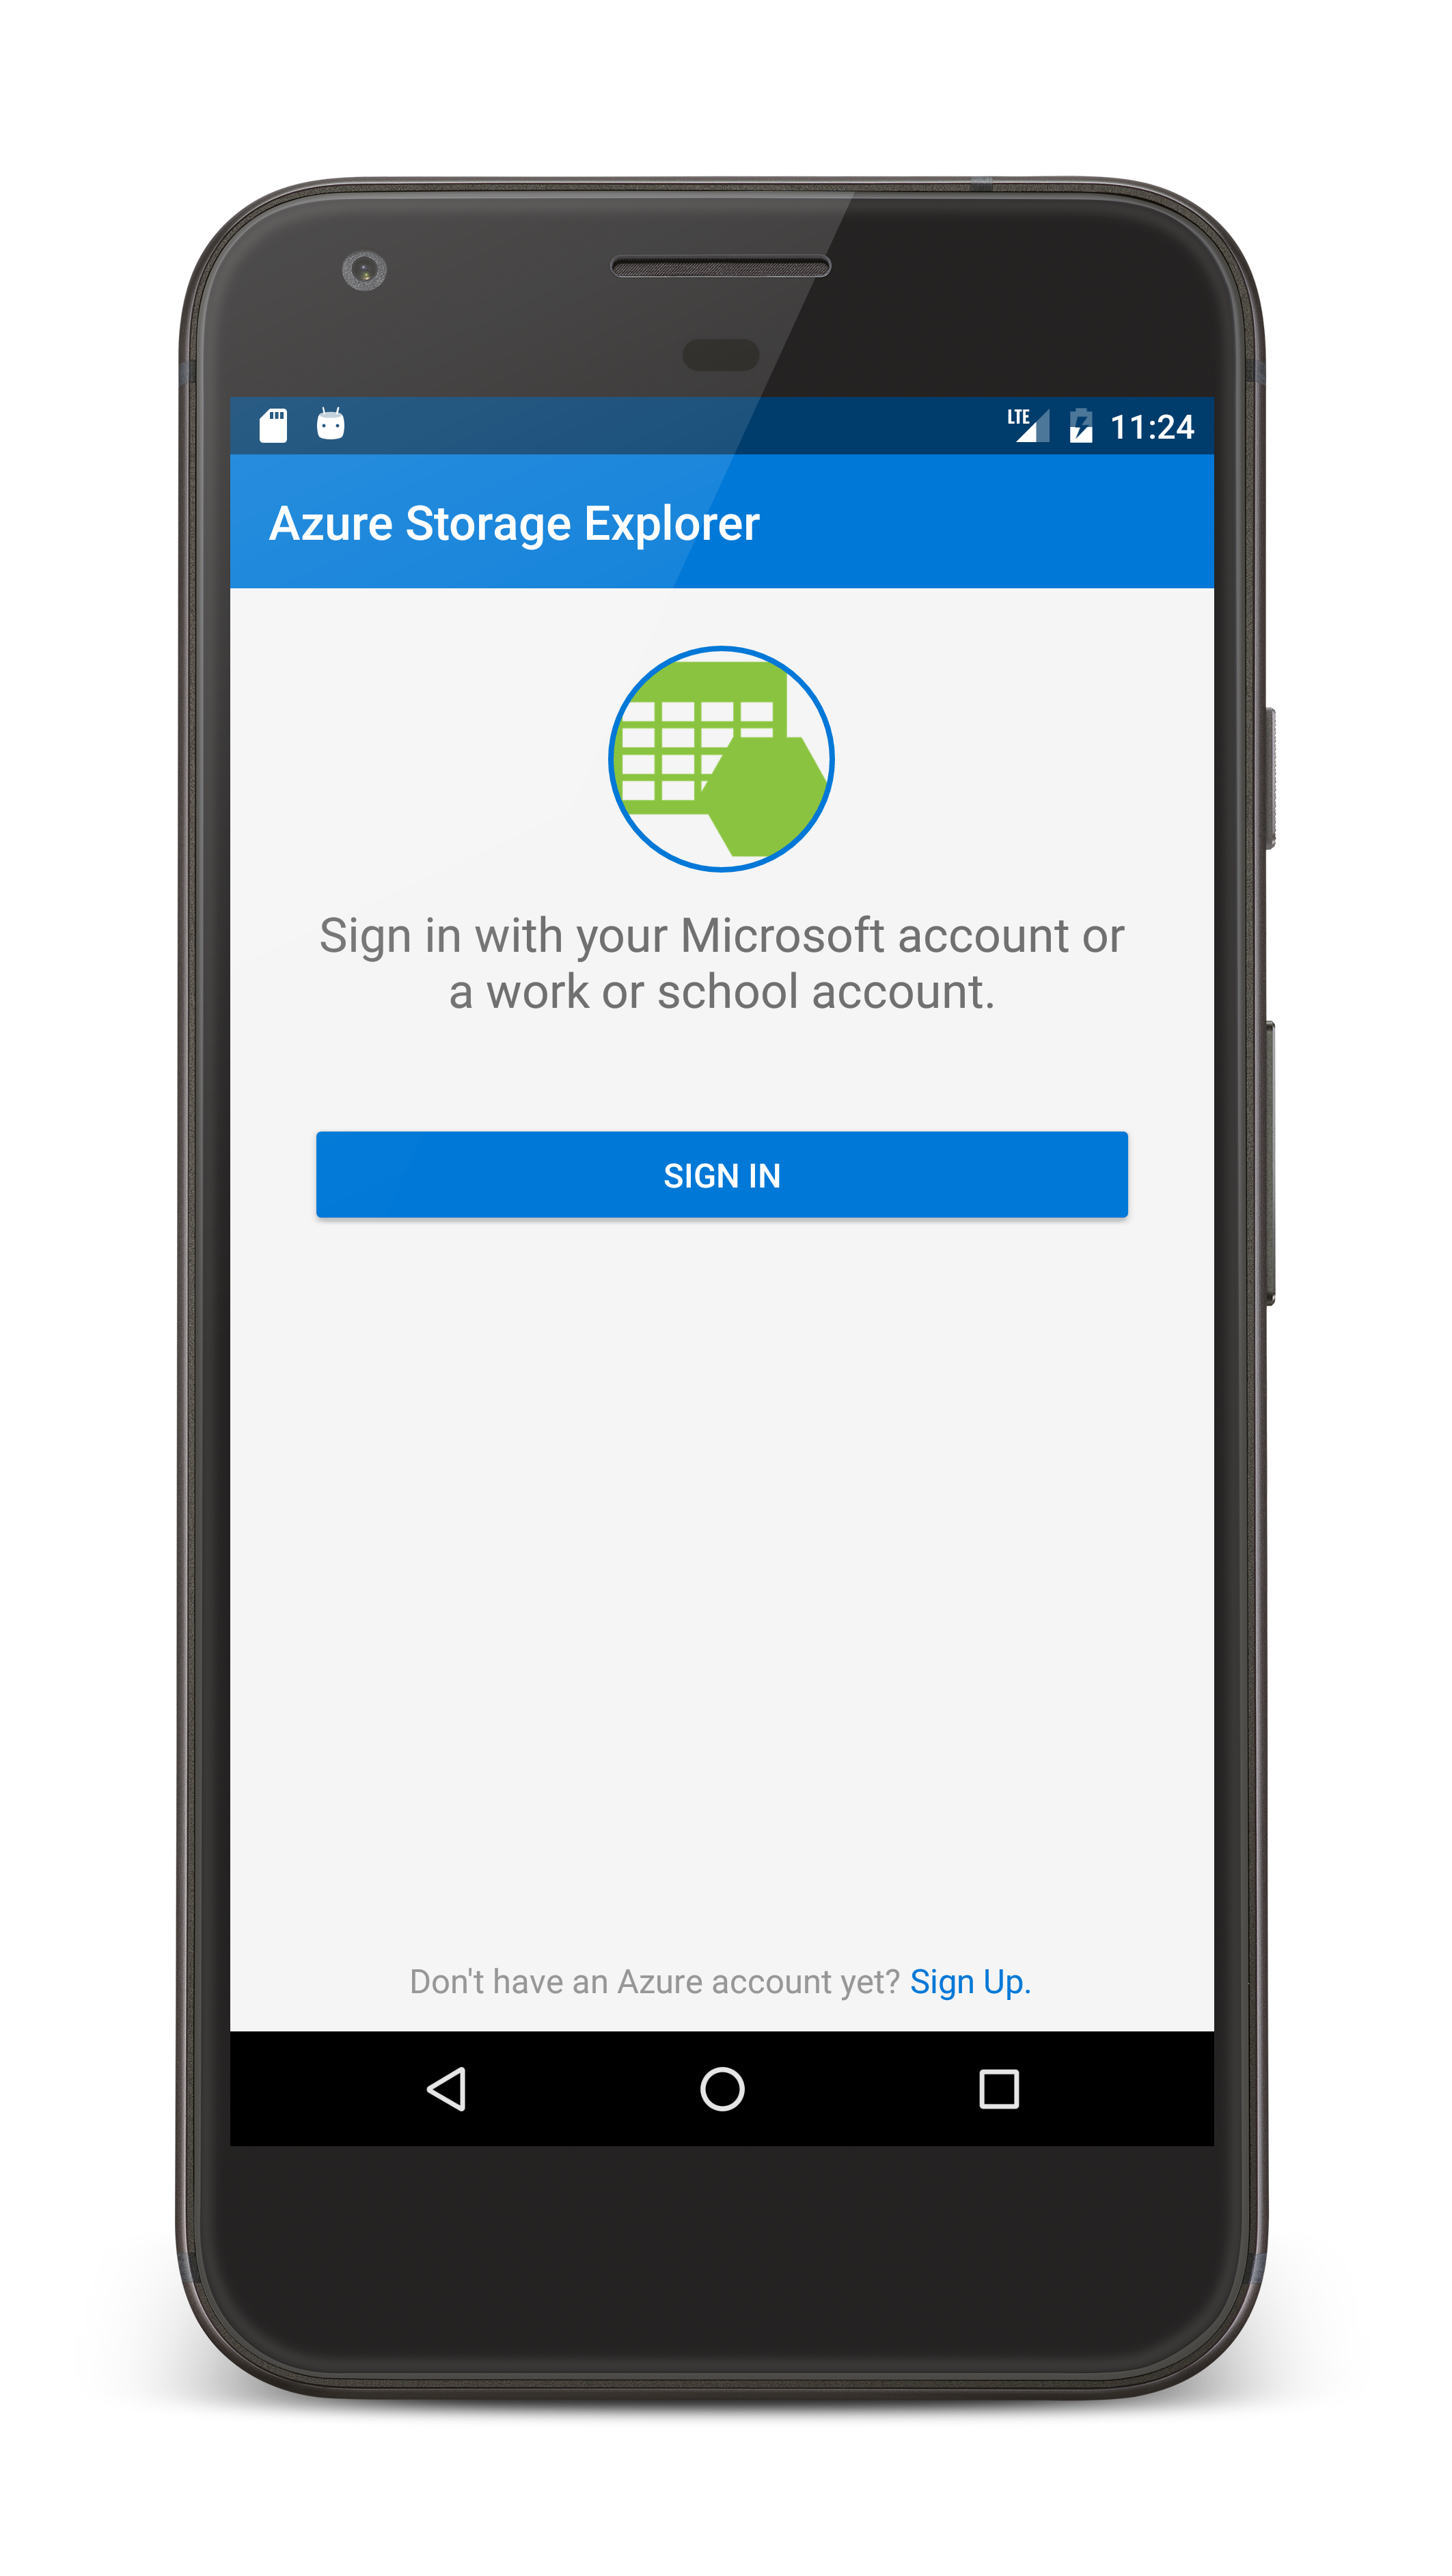 LTE 11:24
Azure Storage Explorer
Sign in with your Microsoft account or
a work or school account.
SIGN IN
Don't have an Azure account yet? Sign Up.